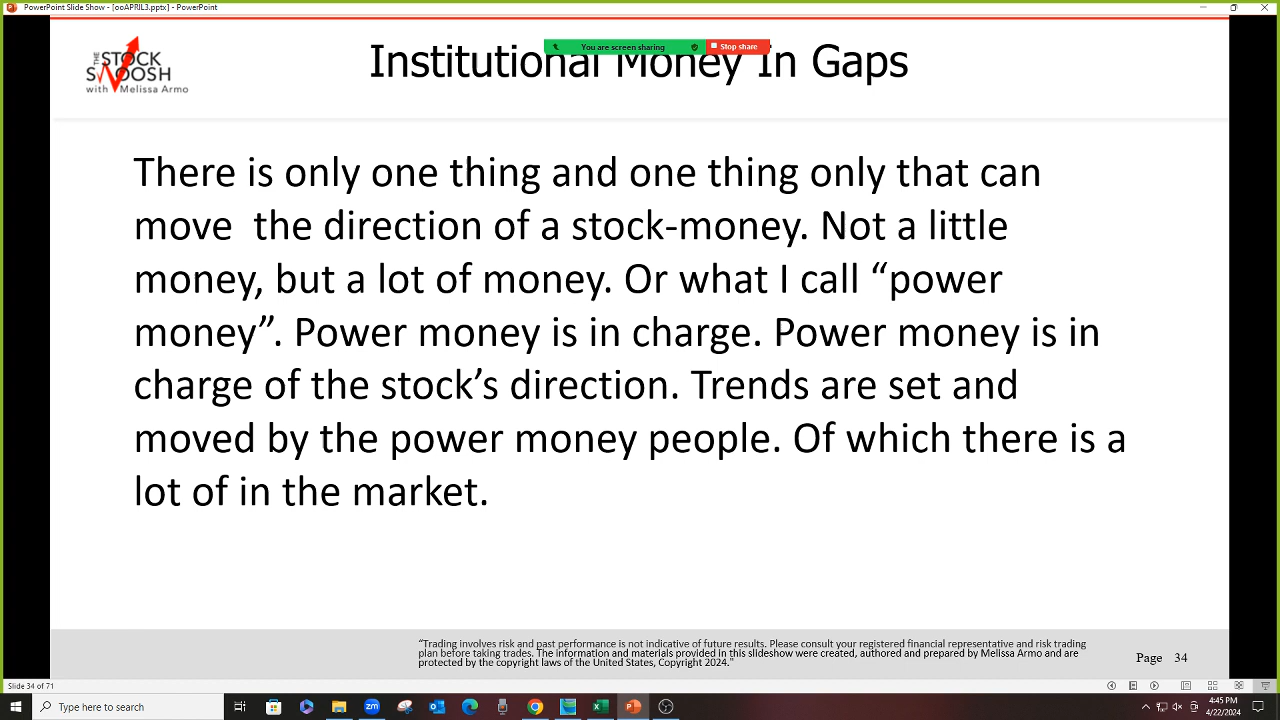 PowerPoint Slide Show - [ooAPRIL3.pptx] - PowerPoint
You are screen sharing
Stop share
THE
STOCK
SWOOSH
with Melissa Armo
Institutional Money In Gaps
There is only one thing and one thing only that can
move  the direction of a stock-money. Not a little
money, but a lot of money. Or what I call “power
money”. Power money is in charge. Power money is in
charge of the stock’s direction. Trends are set and
moved by the power money people. Of which there is a
lot of in the market.
“Trading involves risk and past performance is not indicative of future results. Please consult your registered financial representative and risk trading
plan before taking trades. The information and materials provided in this slideshow were created, authored and prepared by Melissa Armo and are
protected by the copyright laws of the United States, Copyright 2024."
Page 34
Slide 34 of 71
Type here to search
4:45 PM
4/22/2024